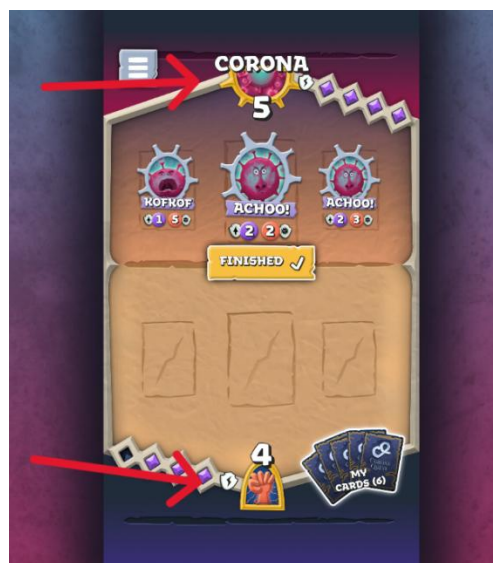 CORONA
5
KOFKOF
1 5
ACHOO!
2 2
ACHOO!
2 3
FINISHED
4
MY
CARDS (6)